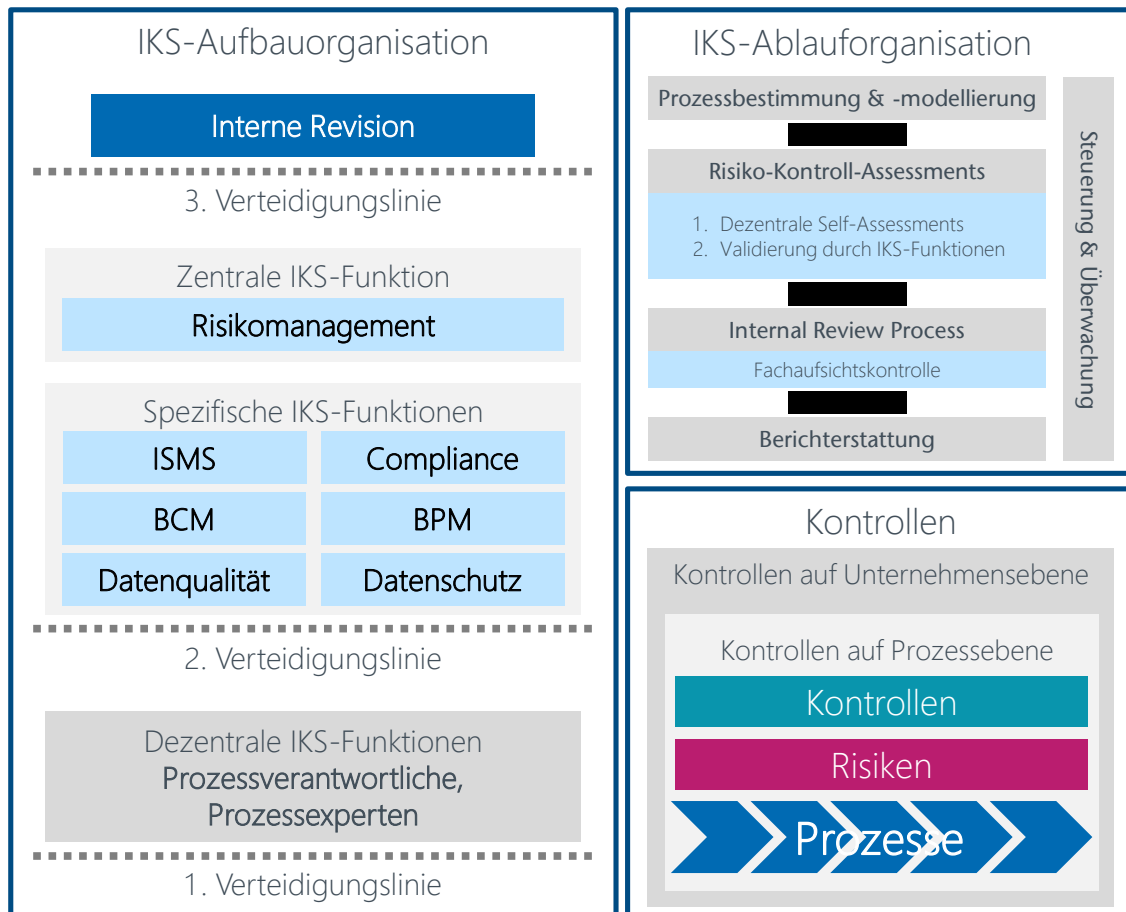 IKS-Aufbauorganisation
Interne Revision
3. Verteidigungslinie
Zentrale IKS-Funktion
Risikomanagement
Spezifische IKS-Funktionen
ISMS
Compliance
BCM
BPM
Datenqualität
Datenschutz
2. Verteidigungslinie
Dezentrale IKS-Funktionen
Prozessverantwortliche,
Prozessexperten
1. Verteidigungslinie
IKS-Ablauforganisation
Prozessbestimmung & -modellierung
Risiko-Kontroll-Assessments
1. Dezentrale Self-Assessments
2. Validierung durch IKS-Funktionen
Internal Review Process
Fachaufsichtskontrolle
Berichterstattung
Steuerung & Überwachung
Kontrollen
Kontrollen auf Unternehmensebene
Kontrollen auf Prozessebene
Kontrollen
Risiken
Prozesse